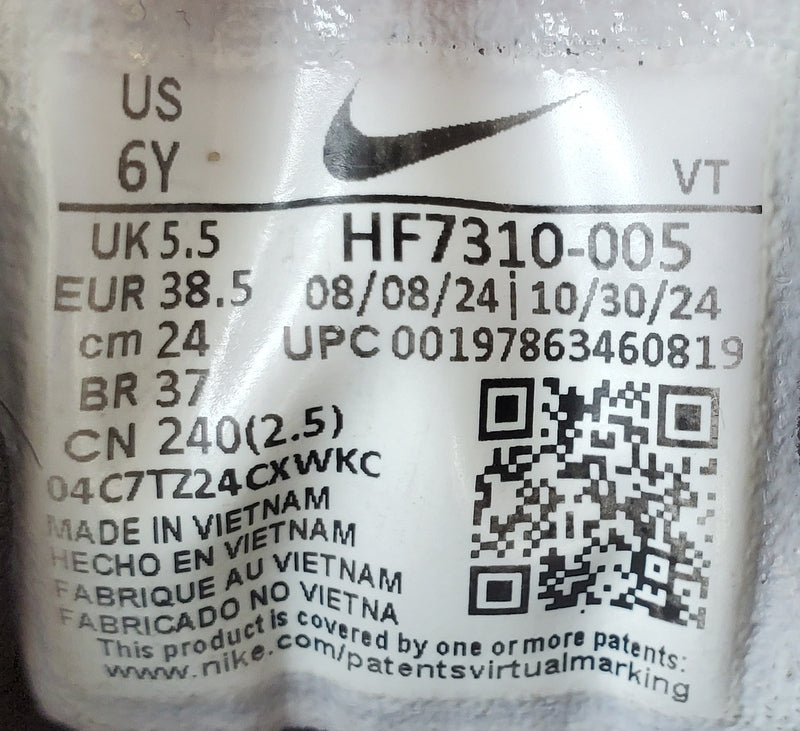 US
6Y
VT
UK 5.5
HF7310-005
EUR 38.5
08/08/24 | 10/30/24
cm 24
UPC 00197863460819
BR 37
CN 240(2.5)
04C7TZ24CXWKC
MADE IN VIETNAM
HECHO EN VIETNAM
FABRIQUE AU VIETNAM
FABRICADO NO VIETNA
This product is covered by one or more patents:
www.nike.com/patentsvirtualmarking